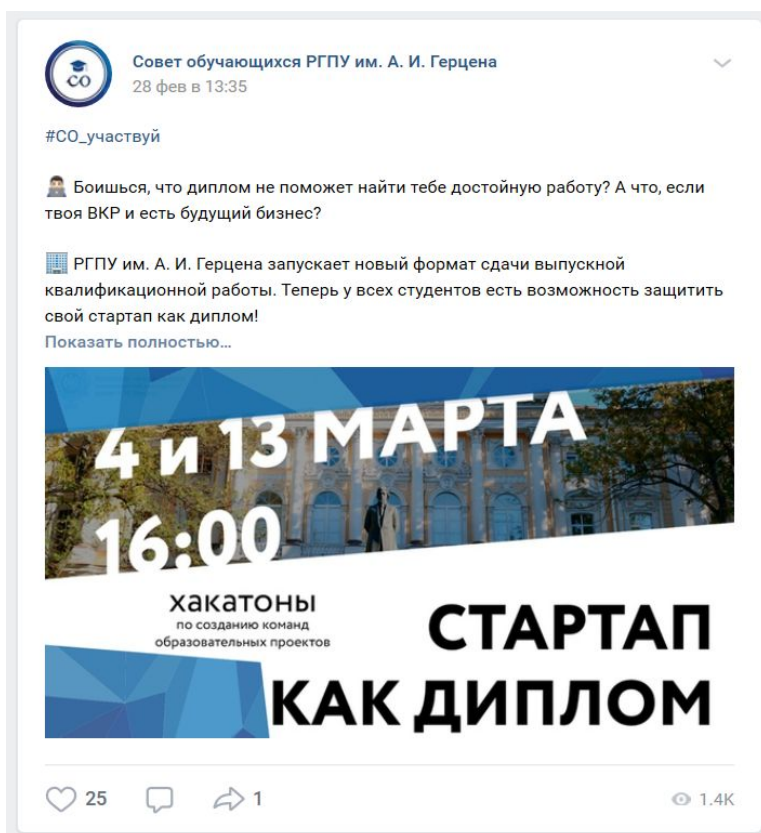 СО
Совет обучающихся РГПУ им. А. И. Герцена
28 фев в 13:35
#СО_участвуй
Боишься, что диплом не поможет найти тебе достойную работу? А что, если
твоя ВКР и есть будущий бизнес?
РГПУ им. А. И. Герцена запускает новый формат сдачи выпускной
квалификационной работы. Теперь у всех студентов есть возможность защитить
свой стартап как диплом!
Показать полностью...
4 и 13 МАРТА
16:00
хакатоны
по созданию команд
образовательных проектов
СТАРТАП
КАК ДИПЛОМ
25
1
1.4K